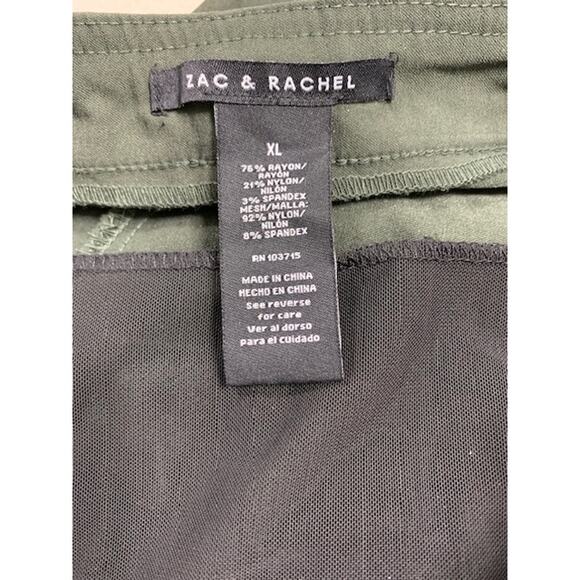 ZAC & RACHEL
XL
76% RAYON/
RAYÓN
21% NYLON/
NILÓN
3% SPANDEX
MESH/MALLA:
92% NYLON/
NILÓN
8% SPANDEX
RN 103715
MADE IN CHINA
HECHO EN CHINA
See reverse
for care
Ver al dorso
para el cuidado